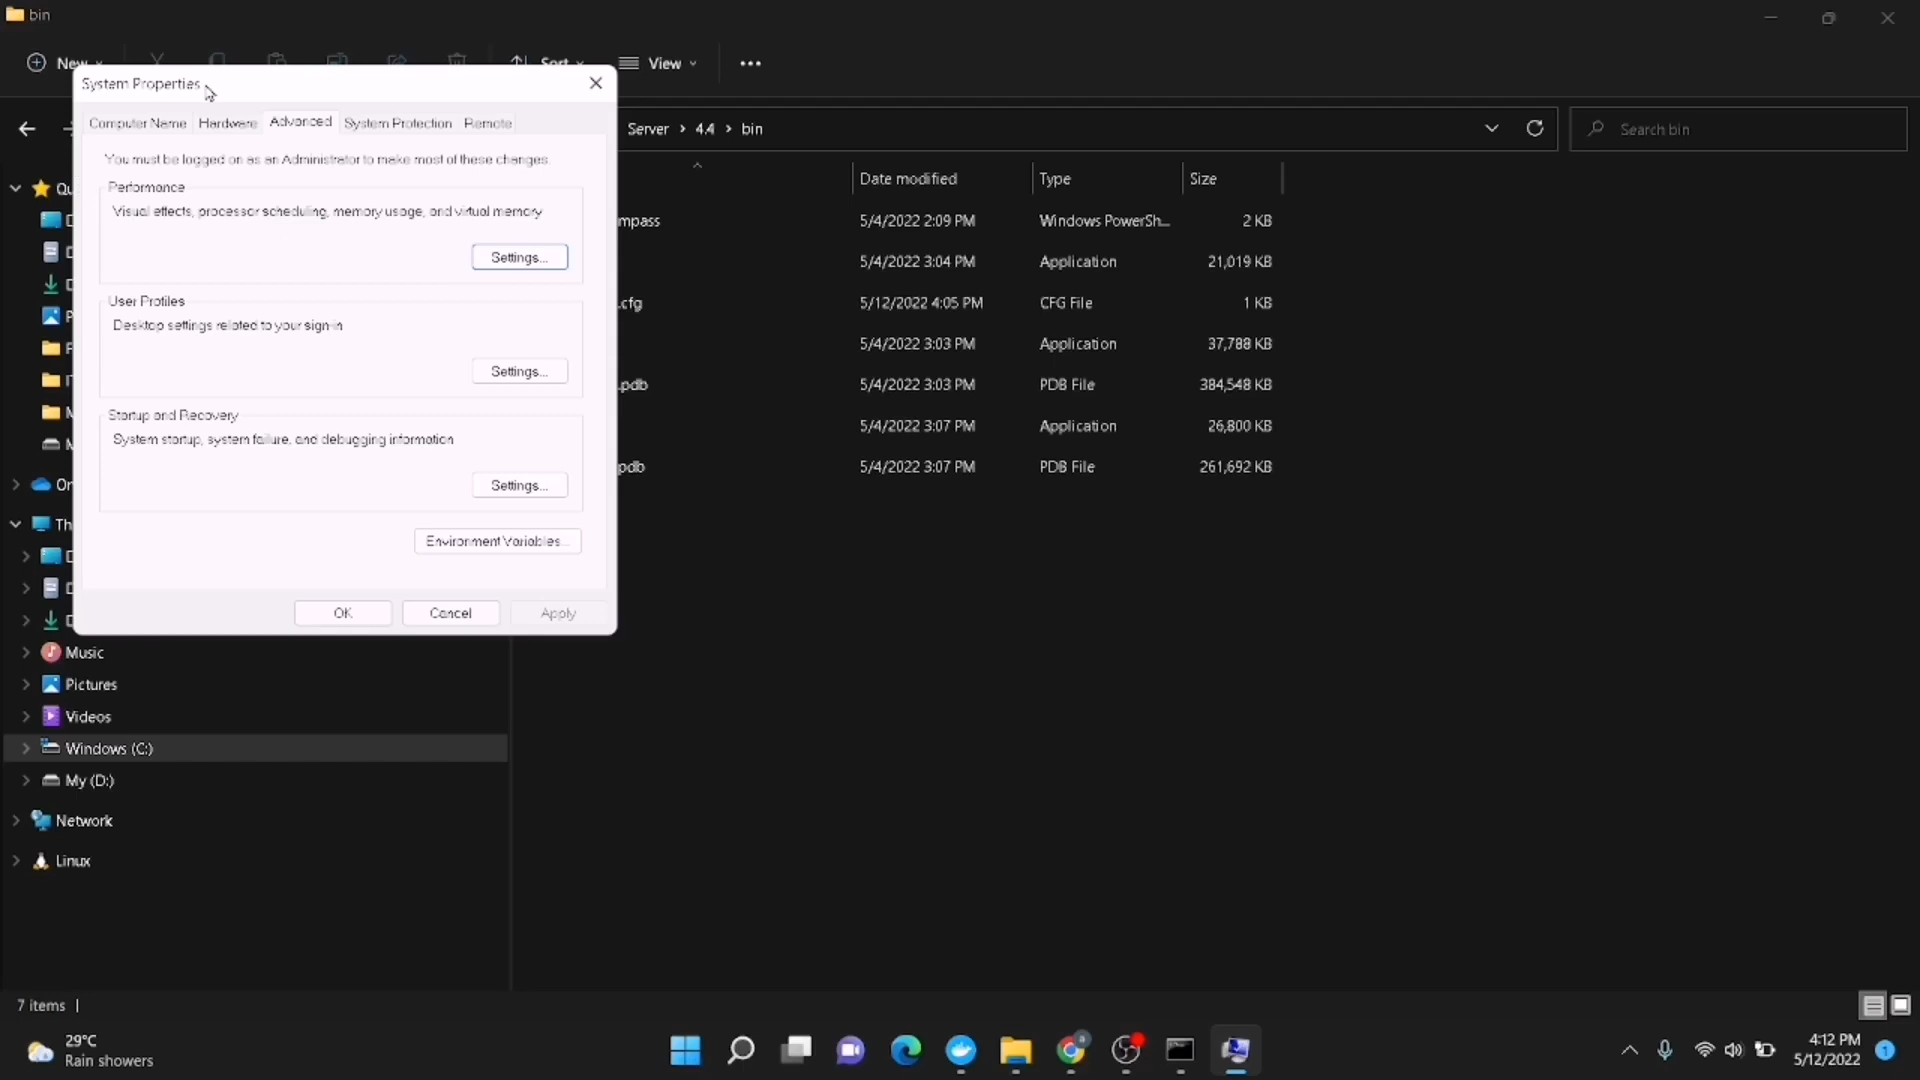 bin
New
Sort
View
System Properties
Computer Name
Hardware
Advanced
System Protection
Remote
You must be logged on as an Administrator to make most of these changes.
Performance
Visual effects, processor scheduling, memory usage, and virtual memory
Settings...
User Profiles
Desktop settings related to your sign-in
Settings...
Startup and Recovery
System startup, system failure, and debugging information
Settings...
Environment Variables...
OK
Cancel
Apply
Server > 4.4 > bin
Search bin
Date modified
Type
Size
mpass
5/4/2022 2:09 PM
Windows PowerSh...
2 KB
5/4/2022 3:04 PM
Application
21,019 KB
.cfg
5/12/2022 4:05 PM
CFG File
1 KB
5/4/2022 3:03 PM
Application
37,788 KB
.pdb
5/4/2022 3:03 PM
PDB File
384,548 KB
5/4/2022 3:07 PM
Application
26,800 KB
pdb
5/4/2022 3:07 PM
PDB File
261,692 KB
Qu
On
Th
Music
Pictures
Videos
Windows (C:)
My (D:)
Network
Linux
7 items
29°C
Rain showers
4:12 PM
5/12/2022
1